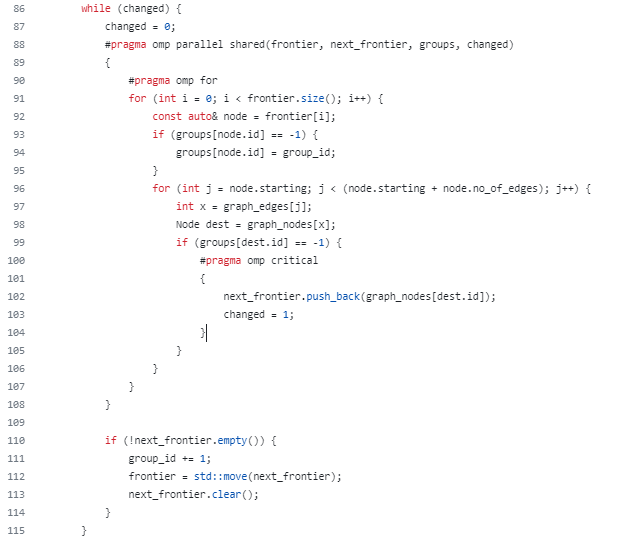 86 while (changed) {
87 changed = 0;
88 #pragma omp parallel shared(frontier, next_frontier, groups, changed)
89 {
90 #pragma omp for
91 for (int i = 0; i < frontier.size(); i++) {
92 const auto& node = frontier[i];
93 if (groups[node.id] == -1) {
94 groups[node.id] = group_id;
95 }
96 for (int j = node.starting; j < (node.starting + node.no_of_edges); j++) {
97 int x = graph_edges[j];
98 Node dest = graph_nodes[x];
99 if (groups[dest.id] == -1) {
100 #pragma omp critical
101 {
102 next_frontier.push_back(graph_nodes[dest.id]);
103 changed = 1;
104 }
105 }
106 }
107 }
108 }
109
110 if (!next_frontier.empty()) {
111 group_id += 1;
112 frontier = std::move(next_frontier);
113 next_frontier.clear();
114 }
115 }